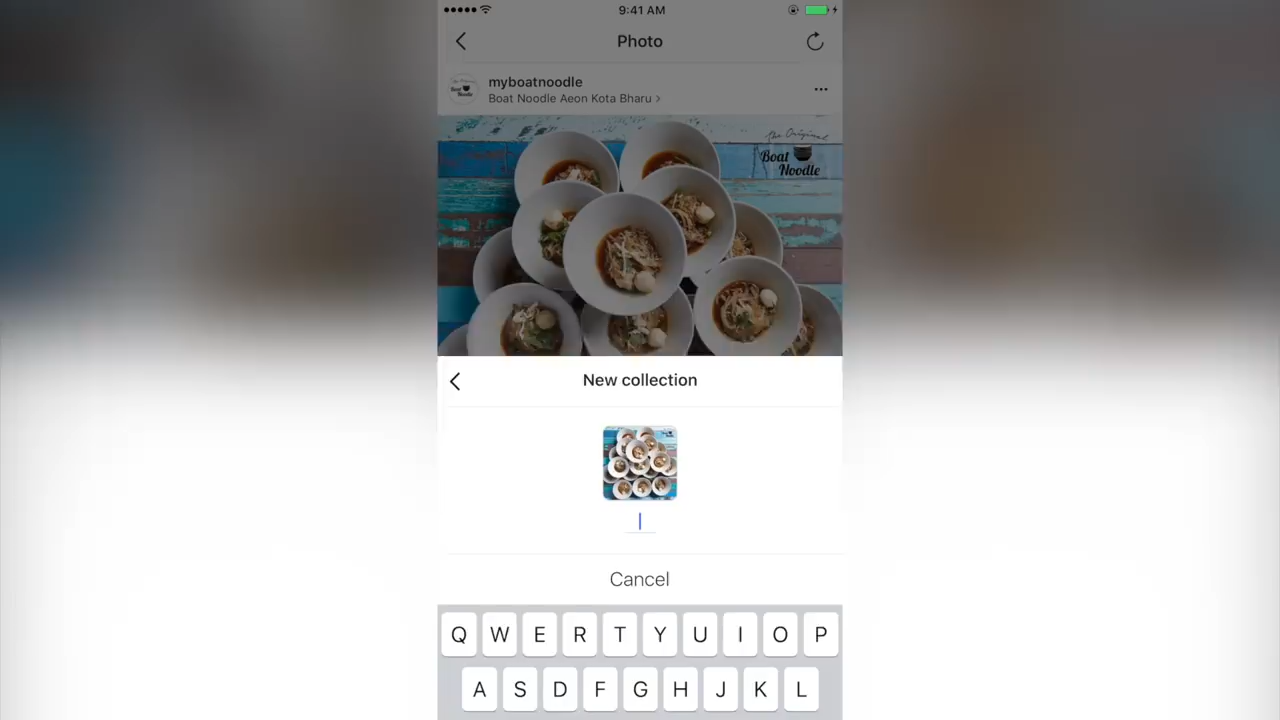 9:41 AM
Photo
myboatnoodle
Boat Noodle Aeon Kota Bharu >
The Original
Boat
Noodle
New collection
Cancel
Q W E R T Y U I O P
A S D F G H J K L